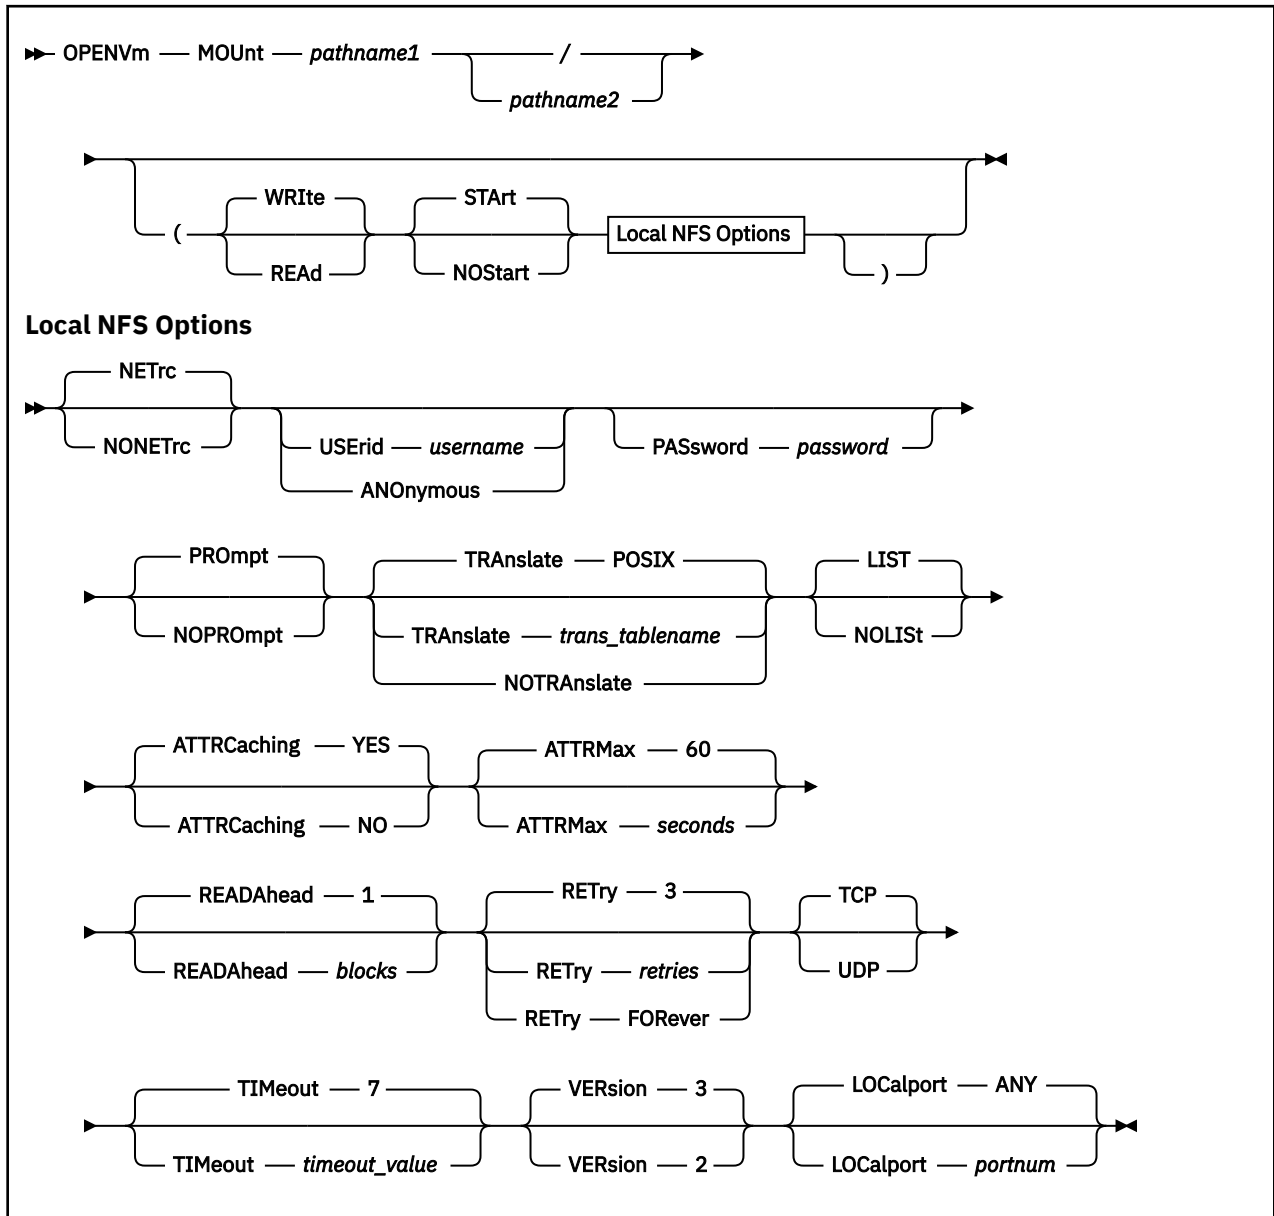 OPENVm MOUnt pathname1 /
pathname2
WRIte STArt
( Local NFS Options
REAd NOStart )
Local NFS Options
NETrc
NONETrc USErid username PASsword password
ANOnymous
PROmpt TRAnslate POSIX LIST
NOPROmpt TRAnslate trans_tablename NOLISt
NOTRAnslate
ATTRCaching YES ATTRMax 60
ATTRCaching NO ATTRMax seconds
READAhead 1 RETry 3 TCP
READAhead blocks RETry retries UDP
RETry FORever
TIMeout 7 VERsion 3 LOCalport ANY
TIMeout timeout_value VERsion 2 LOCalport portnum